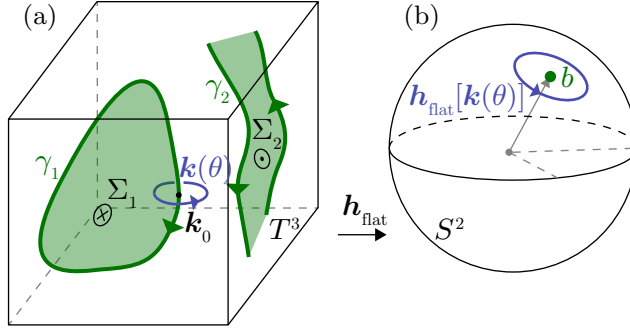 (a)
(b)
γ₁
γ₂
Σ₁
Σ₂
k(θ)
k₀
T³
h_flat
h_flat[k(θ)]
b
S²